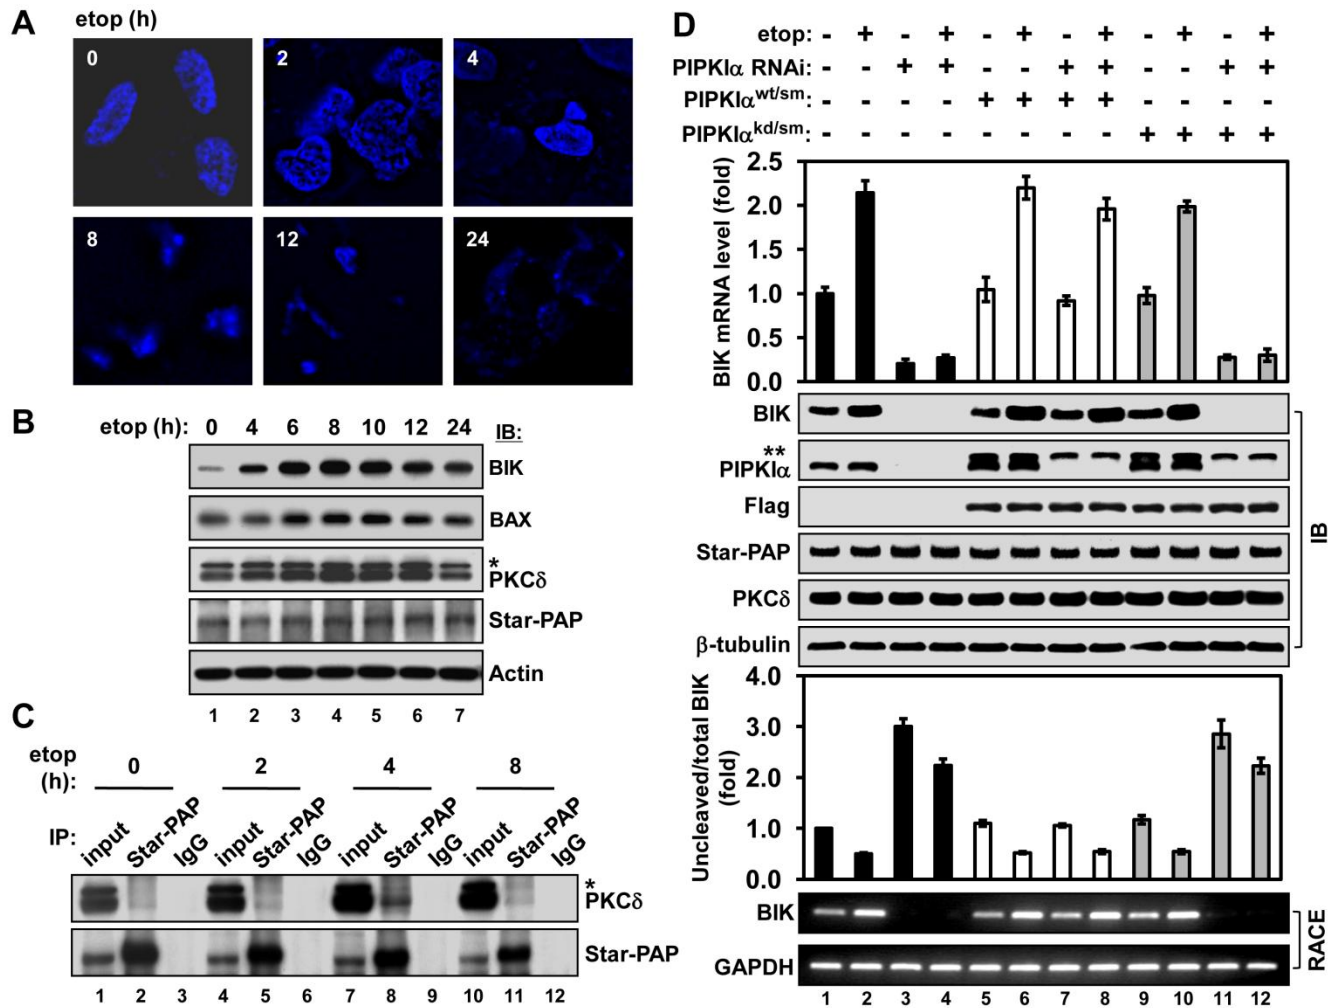 A
etop (h)
0
2
4
8
12
24
B
etop (h): 0 4 6 8 10 12 24 IB:
BIK
BAX
*
PKCδ
Star-PAP
Actin
1 2 3 4 5 6 7
C
etop (h): 0 2 4 8
IP: input Star-PAP IgG input Star-PAP IgG input Star-PAP IgG input Star-PAP IgG
*
PKCδ
Star-PAP
1 2 3 4 5 6 7 8 9 10 11 12
D
etop: - + - + - + - + - + - +
PIPKIα RNAi: - - + + - - + + - - + +
PIPKIα^wt/sm: - - - - + + + + - - - -
PIPKIα^kd/sm: - - - - - - - - + + + +
BIK mRNA level (fold)
2.5
2.0
1.0
0.5
0.0
BIK
**
PIPKIα
Flag
Star-PAP
PKCδ
β-tubulin
IB
Uncleaved/total BIK (fold)
4.0
3.0
2.0
1.0
0.0
BIK
GAPDH
RACE
1 2 3 4 5 6 7 8 9 10 11 12